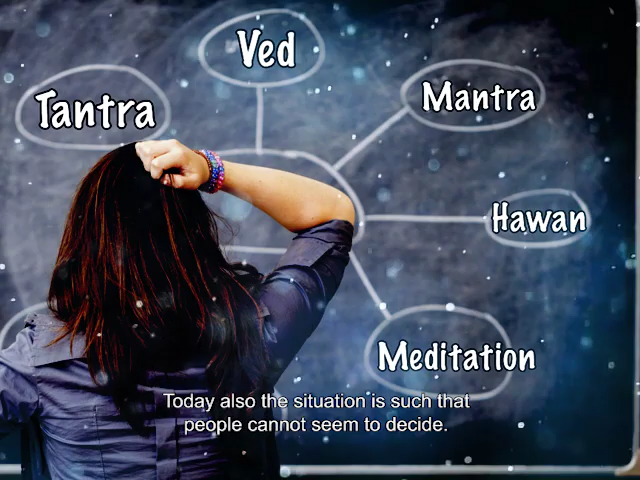 Ved
Tantra
Mantra
Hawan
Meditation
Today also the situation is such that
people cannot seem to decide.